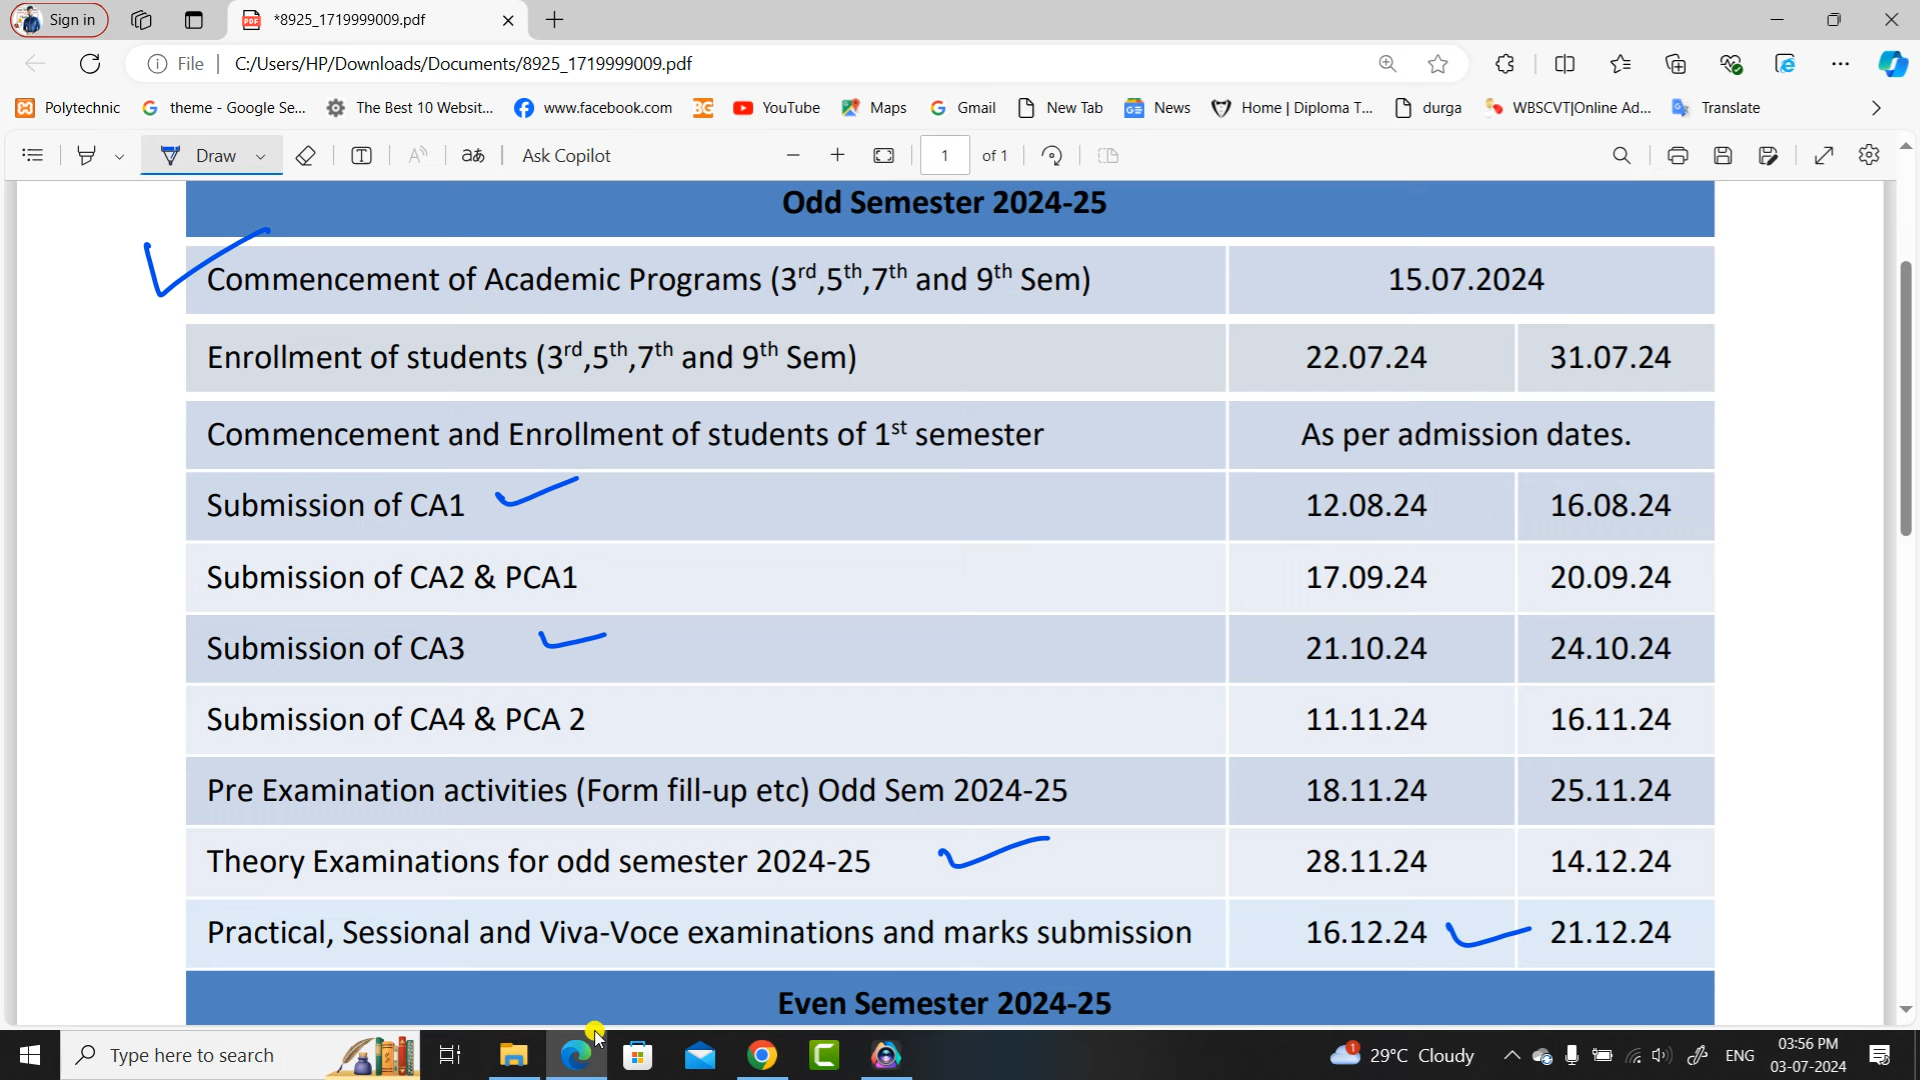 Sign in
*8925_1719999009.pdf
File
C:/Users/HP/Downloads/Documents/8925_1719999009.pdf
Polytechnic
theme - Google Se...
The Best 10 Websit...
www.facebook.com
YouTube
Maps
Gmail
New Tab
News
Home | Diploma T...
durga
WBSCVT|Online Ad...
Translate
Draw
Ask Copilot
1 of 1
Odd Semester 2024-25
Commencement of Academic Programs (3rd,5th,7th and 9th Sem) 15.07.2024
Enrollment of students (3rd,5th,7th and 9th Sem) 22.07.24 31.07.24
Commencement and Enrollment of students of 1st semester As per admission dates.
Submission of CA1 12.08.24 16.08.24
Submission of CA2 & PCA1 17.09.24 20.09.24
Submission of CA3 21.10.24 24.10.24
Submission of CA4 & PCA 2 11.11.24 16.11.24
Pre Examination activities (Form fill-up etc) Odd Sem 2024-25 18.11.24 25.11.24
Theory Examinations for odd semester 2024-25 28.11.24 14.12.24
Practical, Sessional and Viva-Voce examinations and marks submission 16.12.24 21.12.24
Even Semester 2024-25
Type here to search
29°C Cloudy
ENG
03:56 PM
03-07-2024